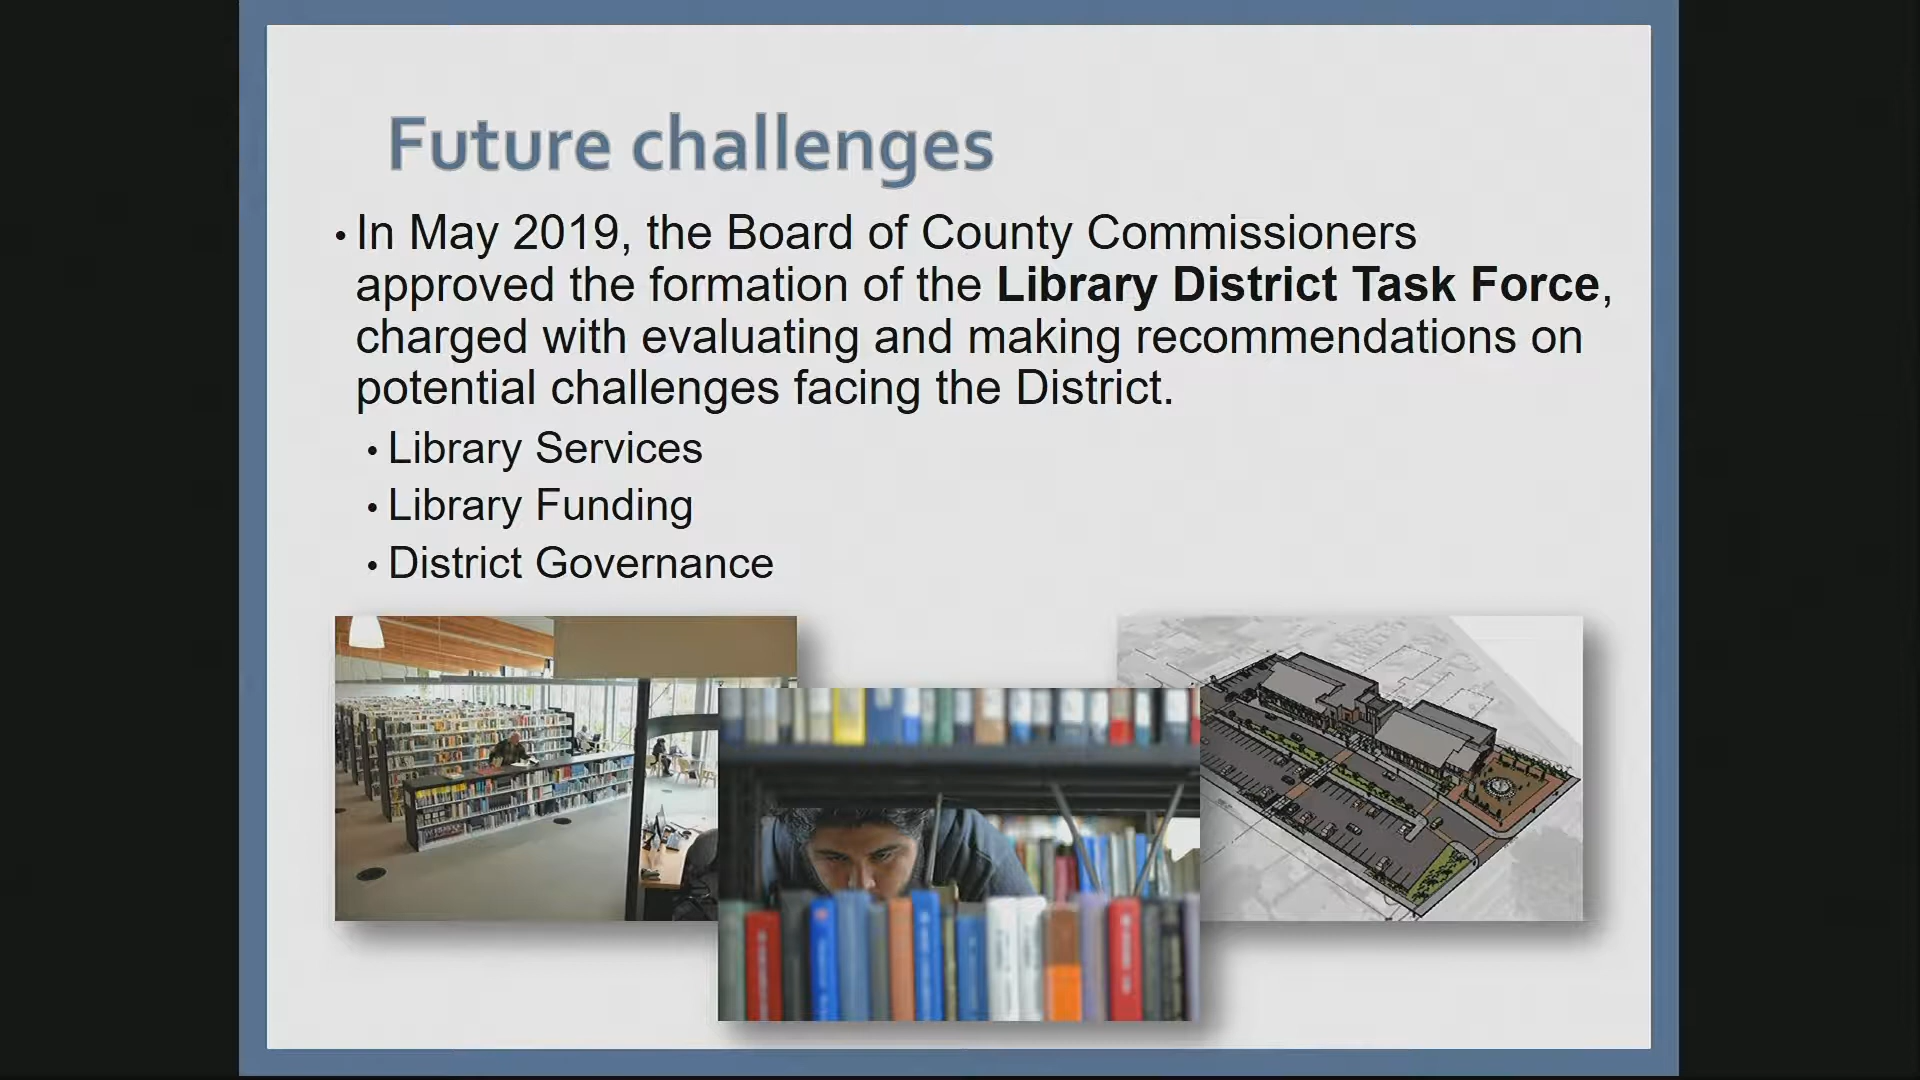 Future challenges
• In May 2019, the Board of County Commissioners
approved the formation of the Library District Task Force,
charged with evaluating and making recommendations on
potential challenges facing the District.
• Library Services
• Library Funding
• District Governance